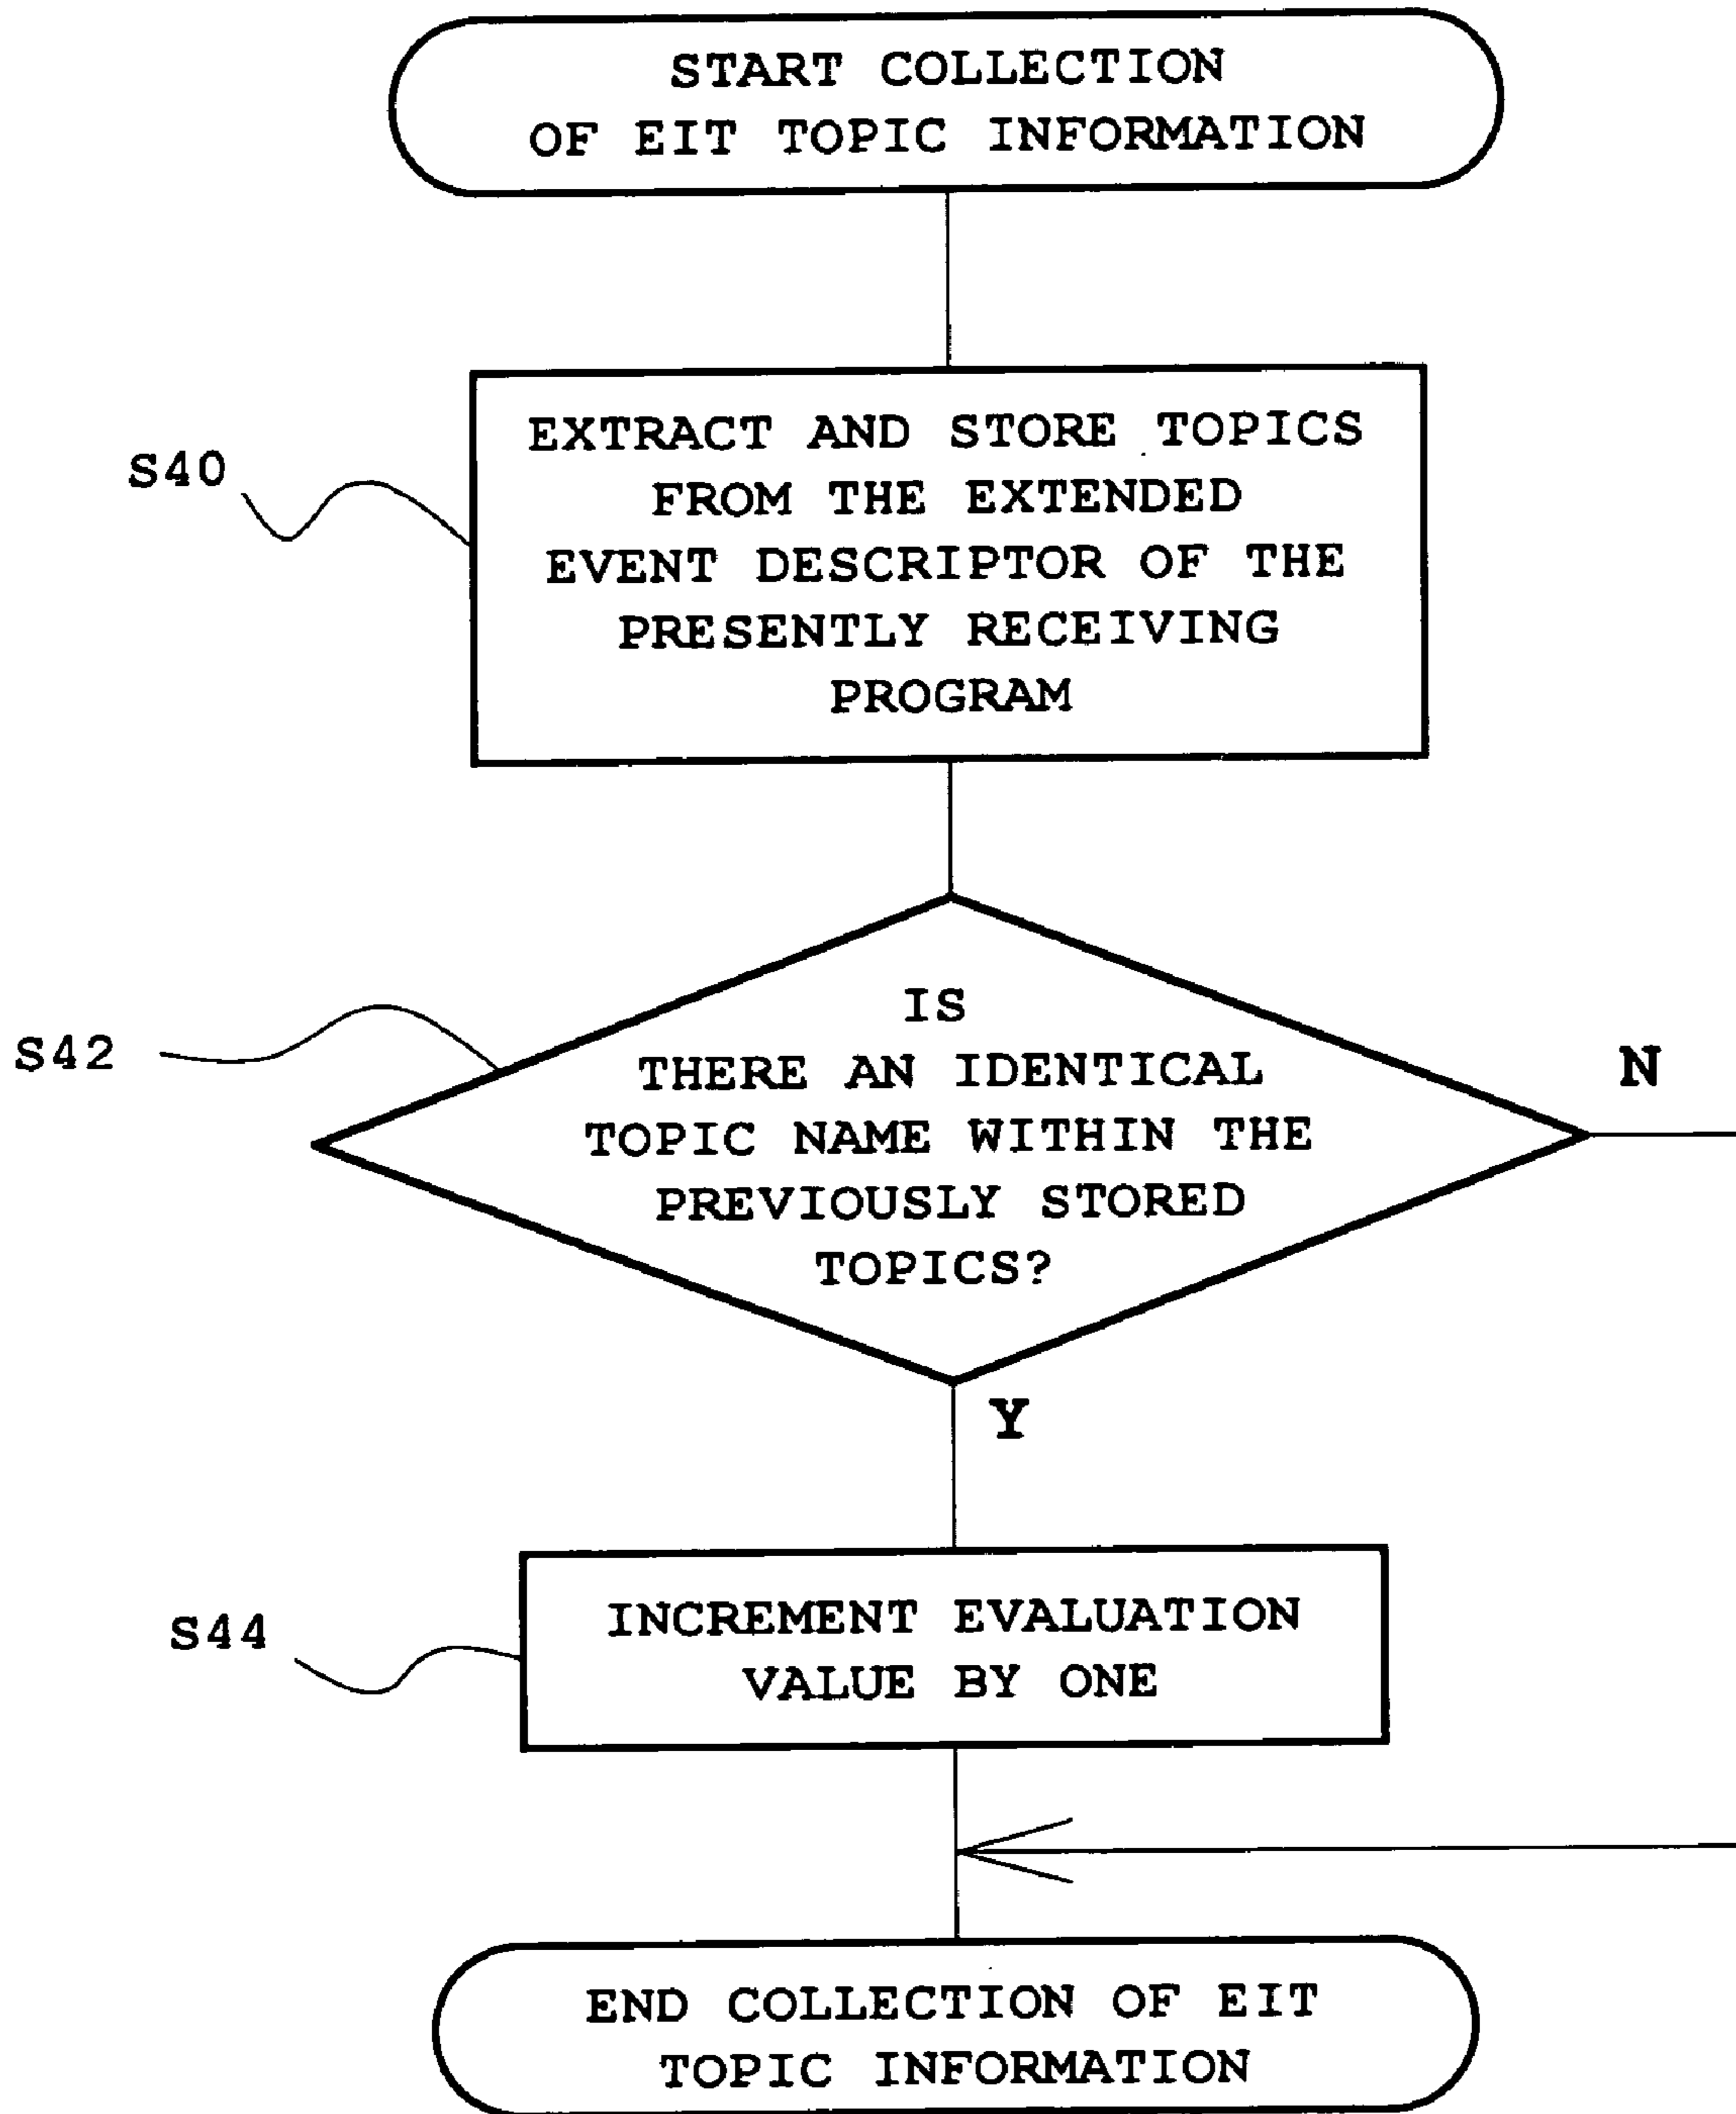 START COLLECTION
OF EIT TOPIC INFORMATION
S40
EXTRACT AND STORE TOPICS
FROM THE EXTENDED
EVENT DESCRIPTOR OF THE
PRESENTLY RECEIVING
PROGRAM
S42
IS
THERE AN IDENTICAL
TOPIC NAME WITHIN THE
PREVIOUSLY STORED
TOPICS?
N
Y
S44
INCREMENT EVALUATION
VALUE BY ONE
END COLLECTION OF EIT
TOPIC INFORMATION